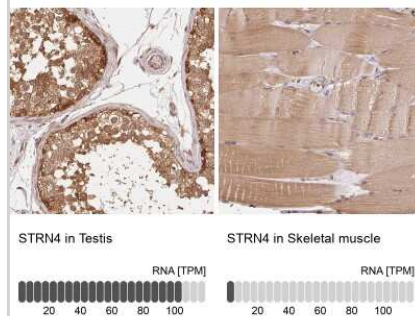 STRN4 in Testis
STRN4 in Skeletal muscle
RNA [TPM]
RNA [TPM]
20 40 60 80 100
20 40 60 80 100